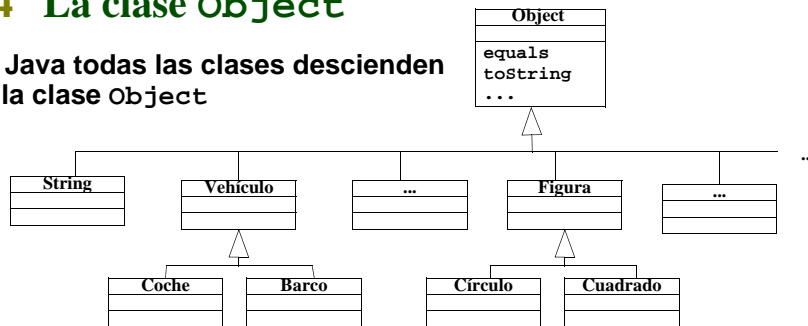 4 La clase Object
Java todas las clases descienden
la clase Object
Object
equals
toString
...
..
String
Vehículo
...
Figura
...
Coche
Barco
Círculo
Cuadrado